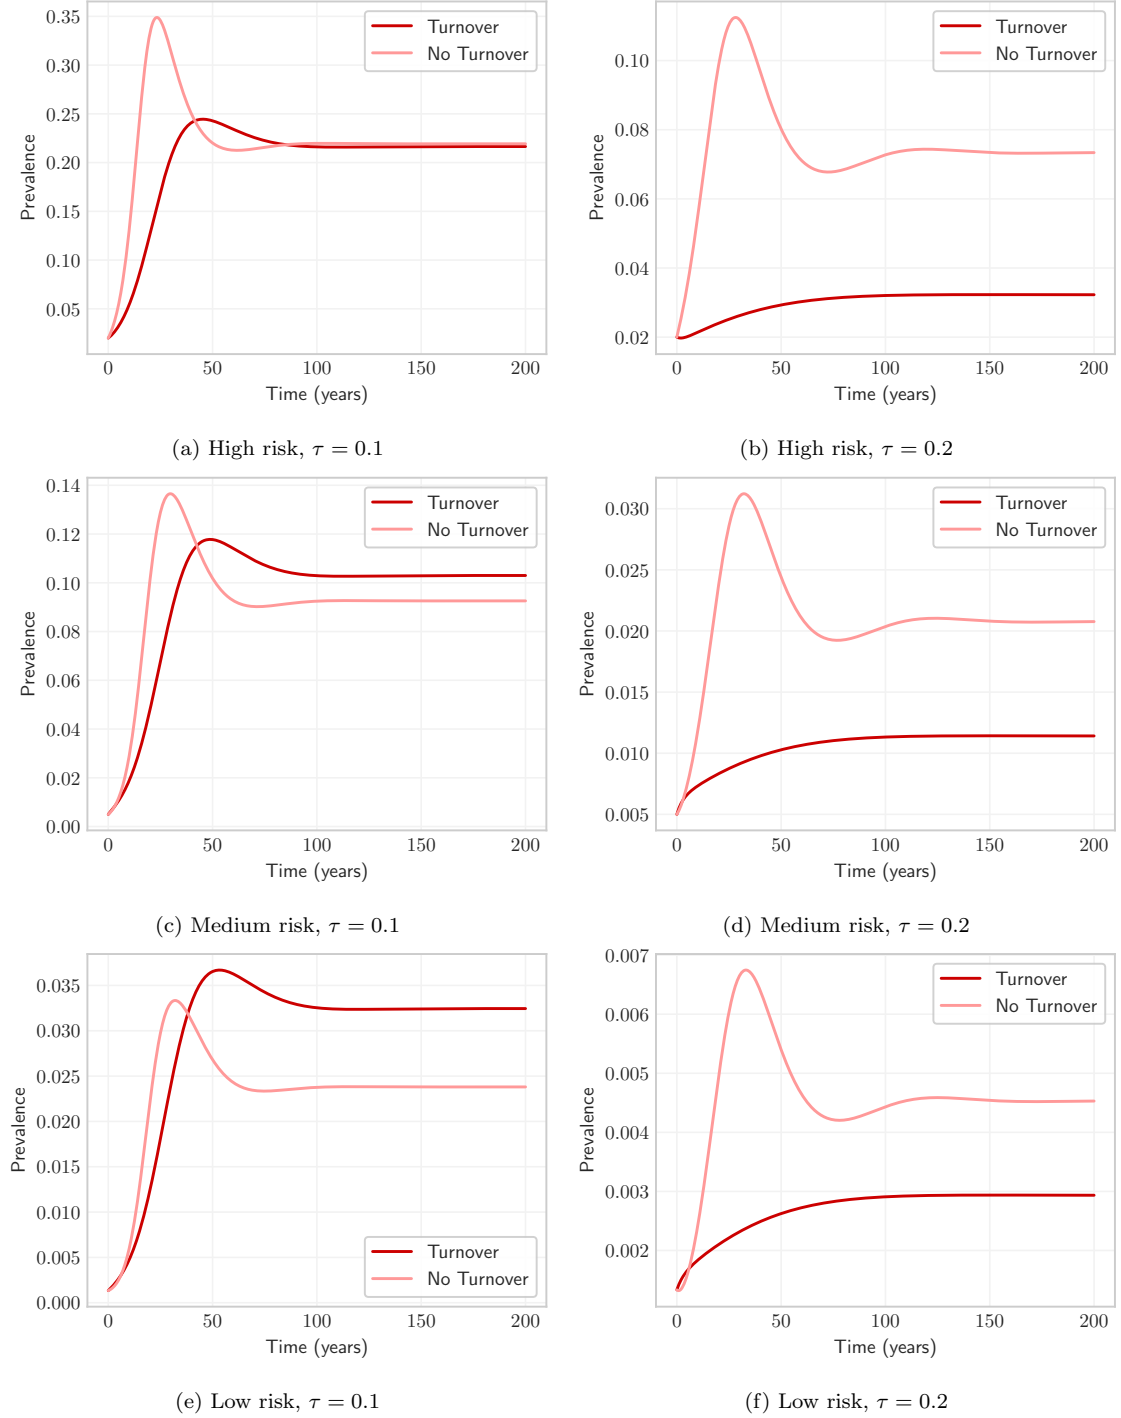 0.35
0.30
0.25
0.20
0.15
0.10
0.05
Prevalence
Turnover
No Turnover
0 50 100 150 200
Time (years)
(a) High risk, τ = 0.1
0.10
0.08
0.06
0.04
0.02
Prevalence
Turnover
No Turnover
0 50 100 150 200
Time (years)
(b) High risk, τ = 0.2
0.14
0.12
0.10
0.08
0.06
0.04
0.02
0.00
Prevalence
Turnover
No Turnover
0 50 100 150 200
Time (years)
(c) Medium risk, τ = 0.1
0.030
0.025
0.020
0.015
0.010
0.005
Prevalence
Turnover
No Turnover
0 50 100 150 200
Time (years)
(d) Medium risk, τ = 0.2
0.035
0.030
0.025
0.020
0.015
0.010
0.005
0.000
Prevalence
Turnover
No Turnover
0 50 100 150 200
Time (years)
(e) Low risk, τ = 0.1
0.007
0.006
0.005
0.004
0.003
0.002
Prevalence
Turnover
No Turnover
0 50 100 150 200
Time (years)
(f) Low risk, τ = 0.2